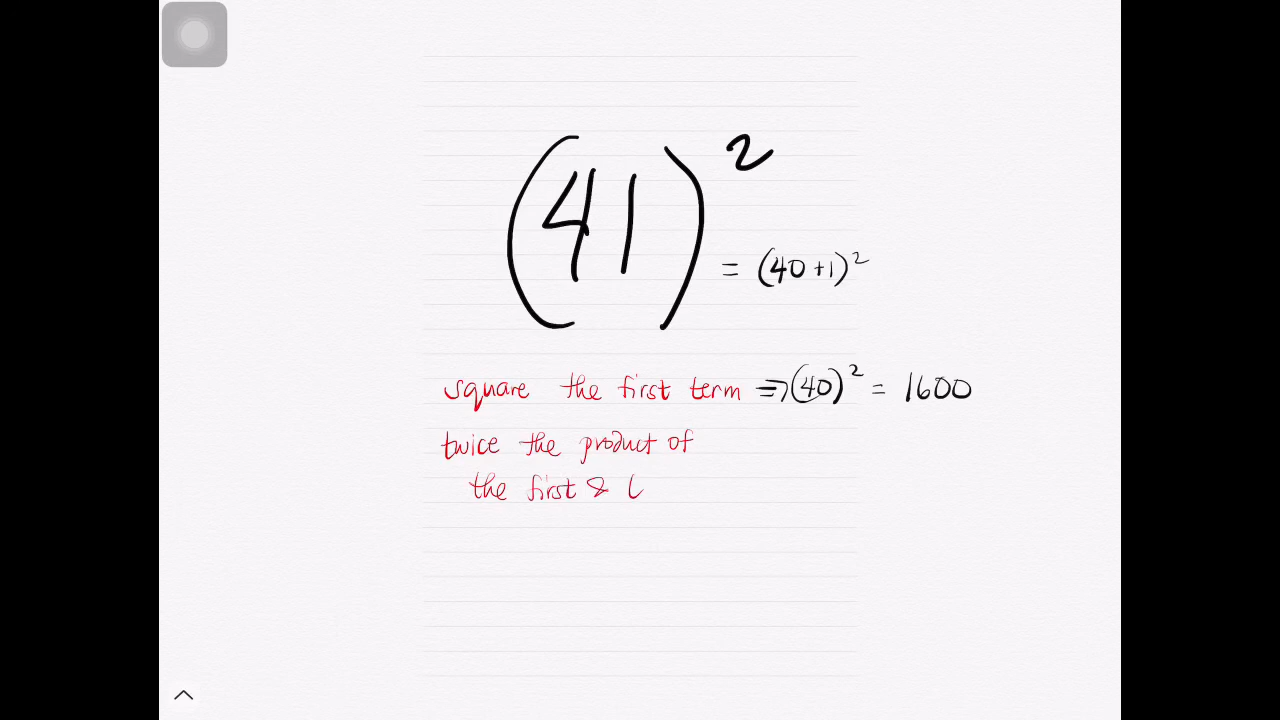 (41)²
= (40+1)²
square the first term ⇒ (40)² = 1600
twice the product of
the first & l